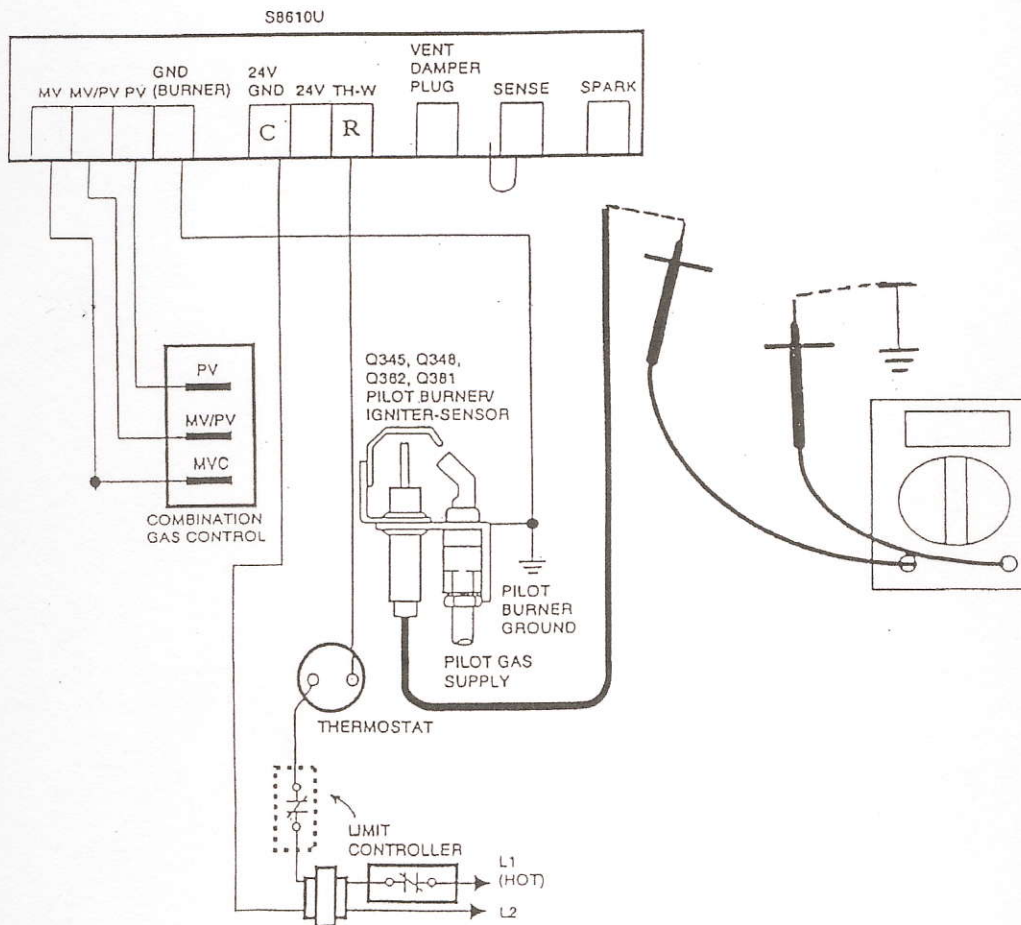 S8610U
MV MV/PV PV
GND
(BURNER)
24V
GND
24V TH-W
VENT
DAMPER
PLUG
SENSE
SPARK
C
R
PV
MV/PV
MVC
COMBINATION
GAS CONTROL
Q345, Q348,
Q362, Q381
PILOT BURNER/
IGNITER-SENSOR
PILOT
BURNER
GROUND
PILOT GAS
SUPPLY
THERMOSTAT
LIMIT
CONTROLLER
L1
(HOT)
L2